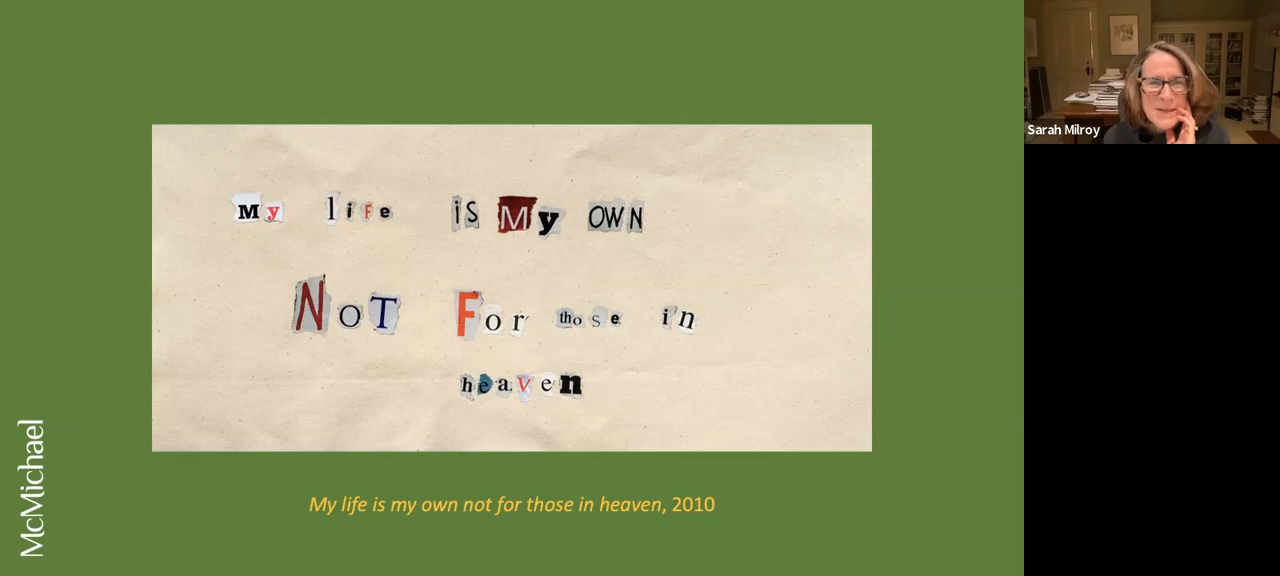 My life is My OWN
NoT For those in
heaven
My life is my own not for those in heaven, 2010
McMichael
Sarah Milroy